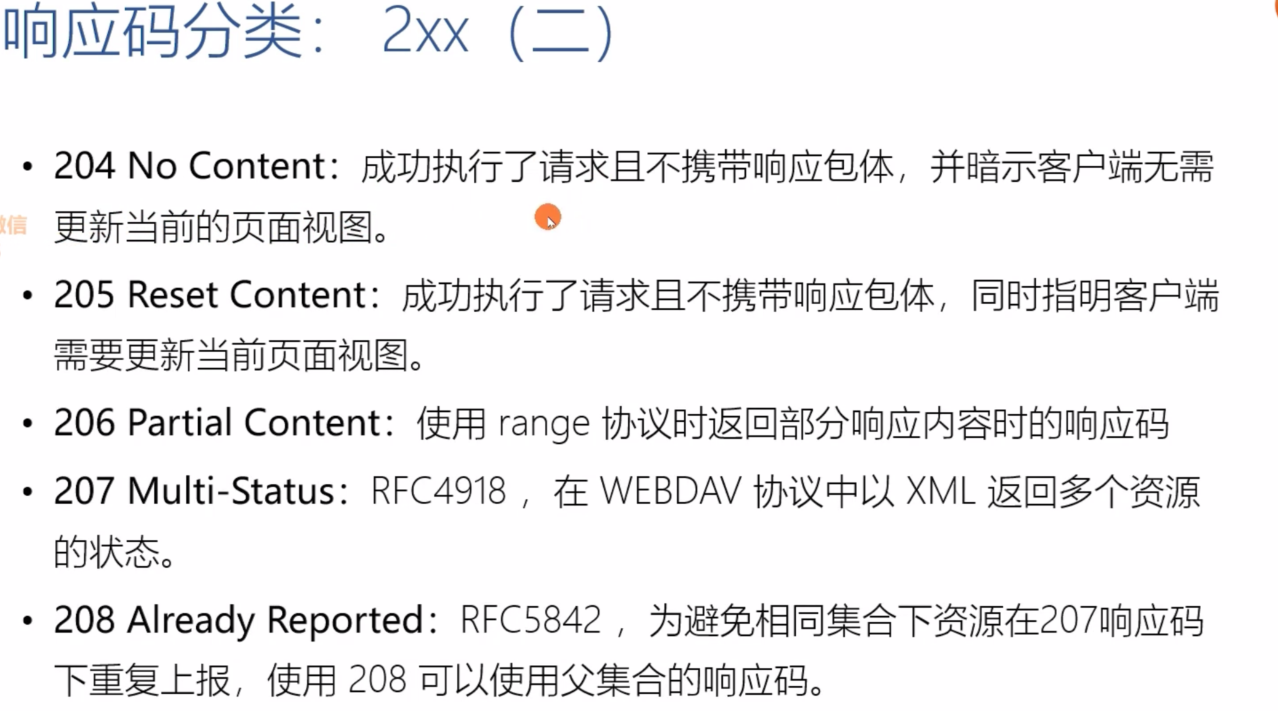 响应码分类： 2xx（二）
• 204 No Content：成功执行了请求且不携带响应包体，并暗示客户端无需
更新当前的页面视图。
微信
• 205 Reset Content：成功执行了请求且不携带响应包体，同时指明客户端
需要更新当前页面视图。
• 206 Partial Content：使用 range 协议时返回部分响应内容时的响应码
• 207 Multi-Status：RFC4918 ，在 WEBDAV 协议中以 XML 返回多个资源
的状态。
• 208 Already Reported：RFC5842 ，为避免相同集合下资源在207响应码
下重复上报，使用 208 可以使用父集合的响应码。